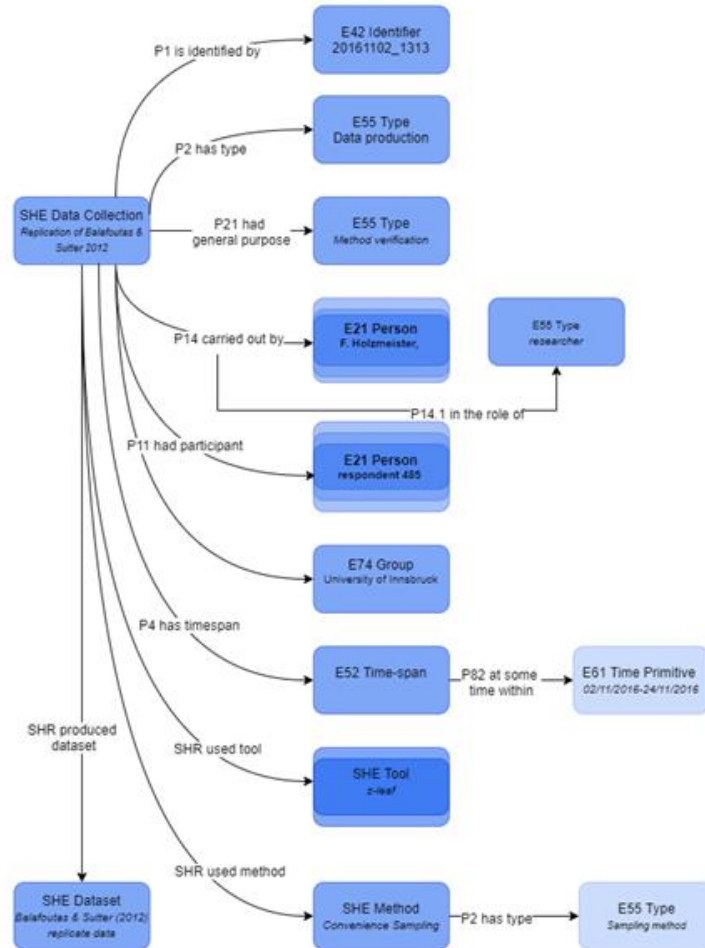 E42 Identifier
20161102_1313
P1 is identified by
E55 Type
Data production
P2 has type
SHE Data Collection
Replication of Balafoutas &
Sutter 2012
P21 had
general purpose
E55 Type
Method verification
P14 carried out by
E21 Person
F. Holzmeister,
E55 Type
researcher
P14.1 in the role of
P11 had participant
E21 Person
respondent 485
E74 Group
University of Innsbruck
P4 has timespan
E52 Time-span
P82 at some
time within
E61 Time Primitive
02/11/2016-24/11/2016
SHR produced
dataset
SHR used tool
SHE Tool
z-leaf
SHR used method
SHE Dataset
Balafoutas & Sutter (2012)
replicate data
SHE Method
Convenience Sampling
P2 has type
E55 Type
Sampling method